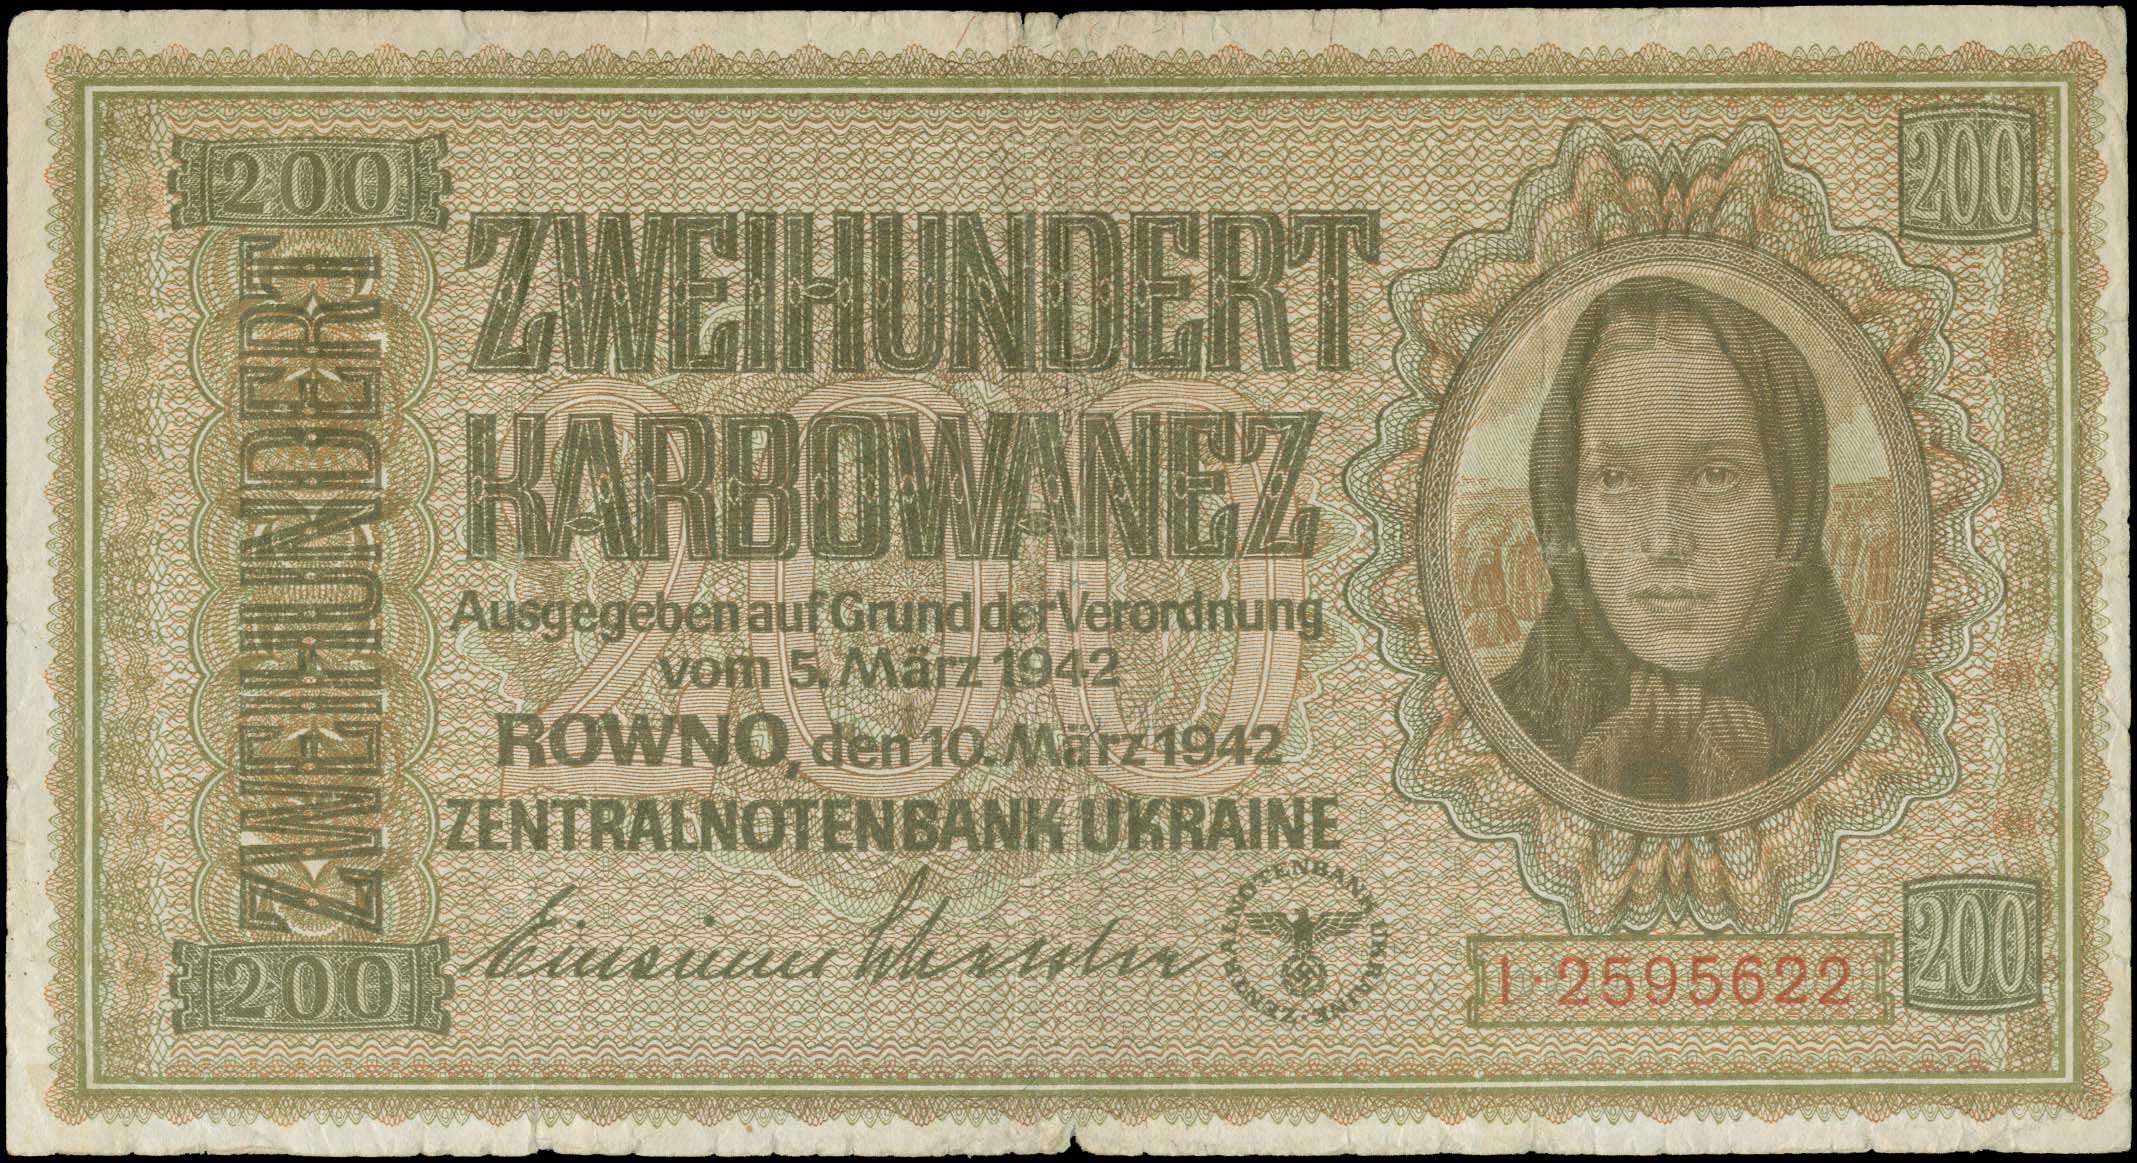 200
ZWEIHUNDERT
200
ZWEIHUNDERT
KARBOWANEZ
200
Ausgegeben auf Grund der Verordnung
vom 5. März 1942
ROWNO, den 10. März 1942
ZENTRALNOTENBANK UKRAINE
ZENTRALNOTENBANK UKRAINE
200
1·2595622
200